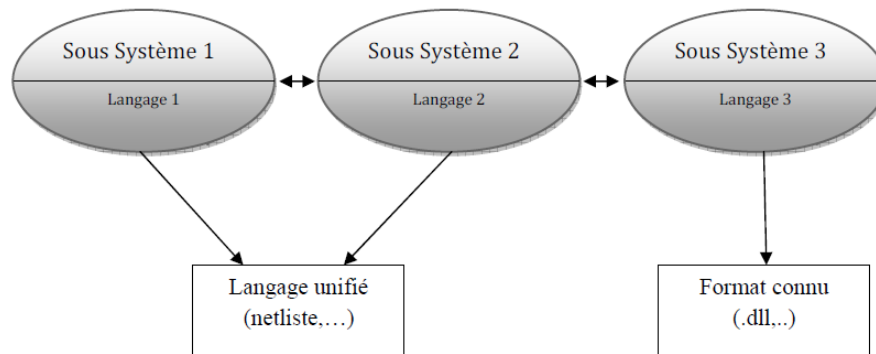 Sous Système 1
Langage 1
Sous Système 2
Langage 2
Sous Système 3
Langage 3
Langage unifié
(netliste,…)
Format connu
(.dll,..)